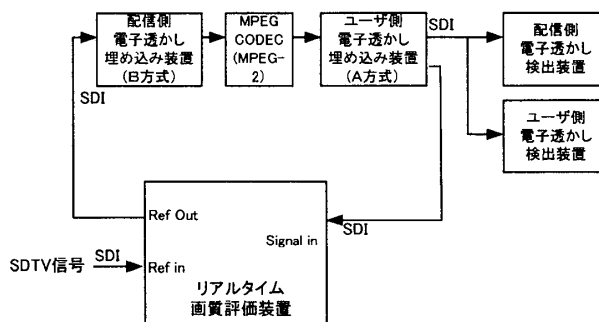 配信側
電子透かし
埋め込み装置
(B方式)
MPEG
CODEC
(MPEG-
2)
ユーザ側
電子透かし
埋め込み装置
(A方式)
SDI
配信側
電子透かし
検出装置
ユーザ側
電子透かし
検出装置
SDI
Ref Out
Signal in
SDI
SDTV信号
SDI
Ref in
リアルタイム
画質評価装置